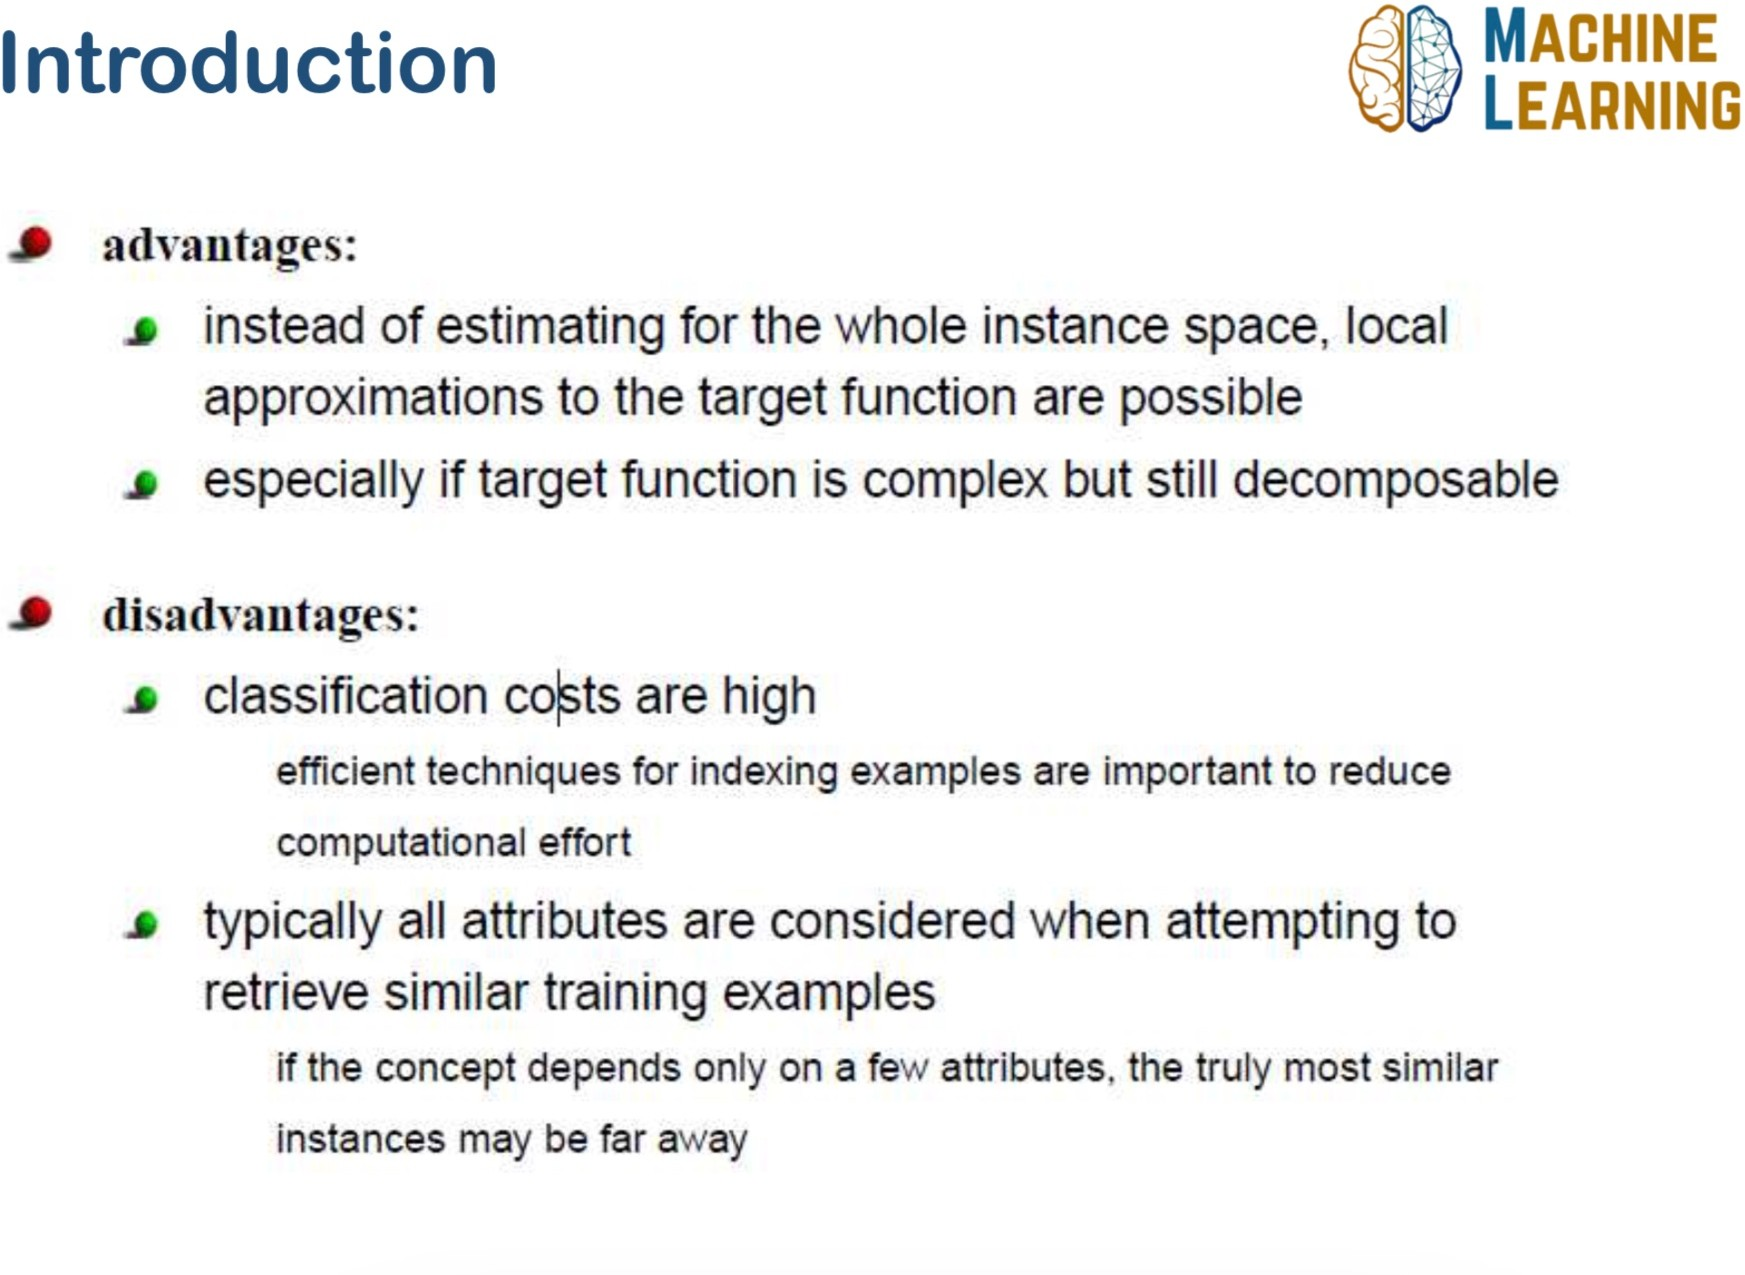 Introduction
MACHINE
LEARNING
advantages:
instead of estimating for the whole instance space, local
approximations to the target function are possible
especially if target function is complex but still decomposable
disadvantages:
classification costs are high
efficient techniques for indexing examples are important to reduce
computational effort
typically all attributes are considered when attempting to
retrieve similar training examples
if the concept depends only on a few attributes, the truly most similar
instances may be far away